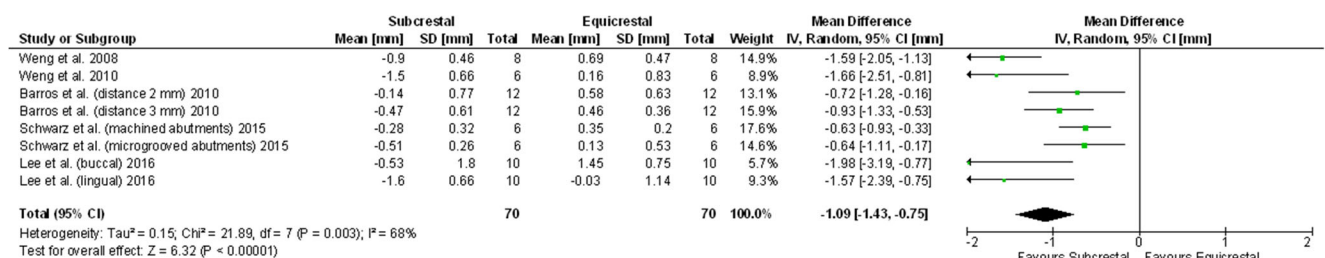 Subcrestal Equicrestal Mean Difference Mean Difference
Study or Subgroup Mean [mm] SD [mm] Total Mean [mm] SD [mm] Total Weight IV, Random, 95% CI [mm] IV, Random, 95% CI [mm]
Weng et al. 2008 -0.9 0.46 8 0.69 0.47 8 14.9% -1.59 [-2.05, -1.13]
Weng et al. 2010 -1.5 0.66 6 0.16 0.83 6 8.9% -1.66 [-2.51, -0.81]
Barros et al. (distance 2 mm) 2010 -0.14 0.77 12 0.58 0.63 12 13.1% -0.72 [-1.28, -0.16]
Barros et al. (distance 3 mm) 2010 -0.47 0.61 12 0.46 0.36 12 15.9% -0.93 [-1.33, -0.53]
Schwarz et al. (machined abutments) 2015 -0.28 0.32 6 0.35 0.2 6 17.6% -0.63 [-0.93, -0.33]
Schwarz et al. (microgrooved abutments) 2015 -0.51 0.26 6 0.13 0.53 6 14.6% -0.64 [-1.11, -0.17]
Lee et al. (buccal) 2016 -0.53 1.8 10 1.45 0.75 10 5.7% -1.98 [-3.19, -0.77]
Lee et al. (lingual) 2016 -1.6 0.66 10 -0.03 1.14 10 9.3% -1.57 [-2.39, -0.75]
Total (95% CI) 70 70 100.0% -1.09 [-1.43, -0.75]
Heterogeneity: Tau² = 0.15; Chi² = 21.89, df = 7 (P = 0.003); I² = 68%
Test for overall effect: Z = 6.32 (P < 0.00001)
-2 -1 0 1 2
Favours Subcrestal Favours Equicrestal